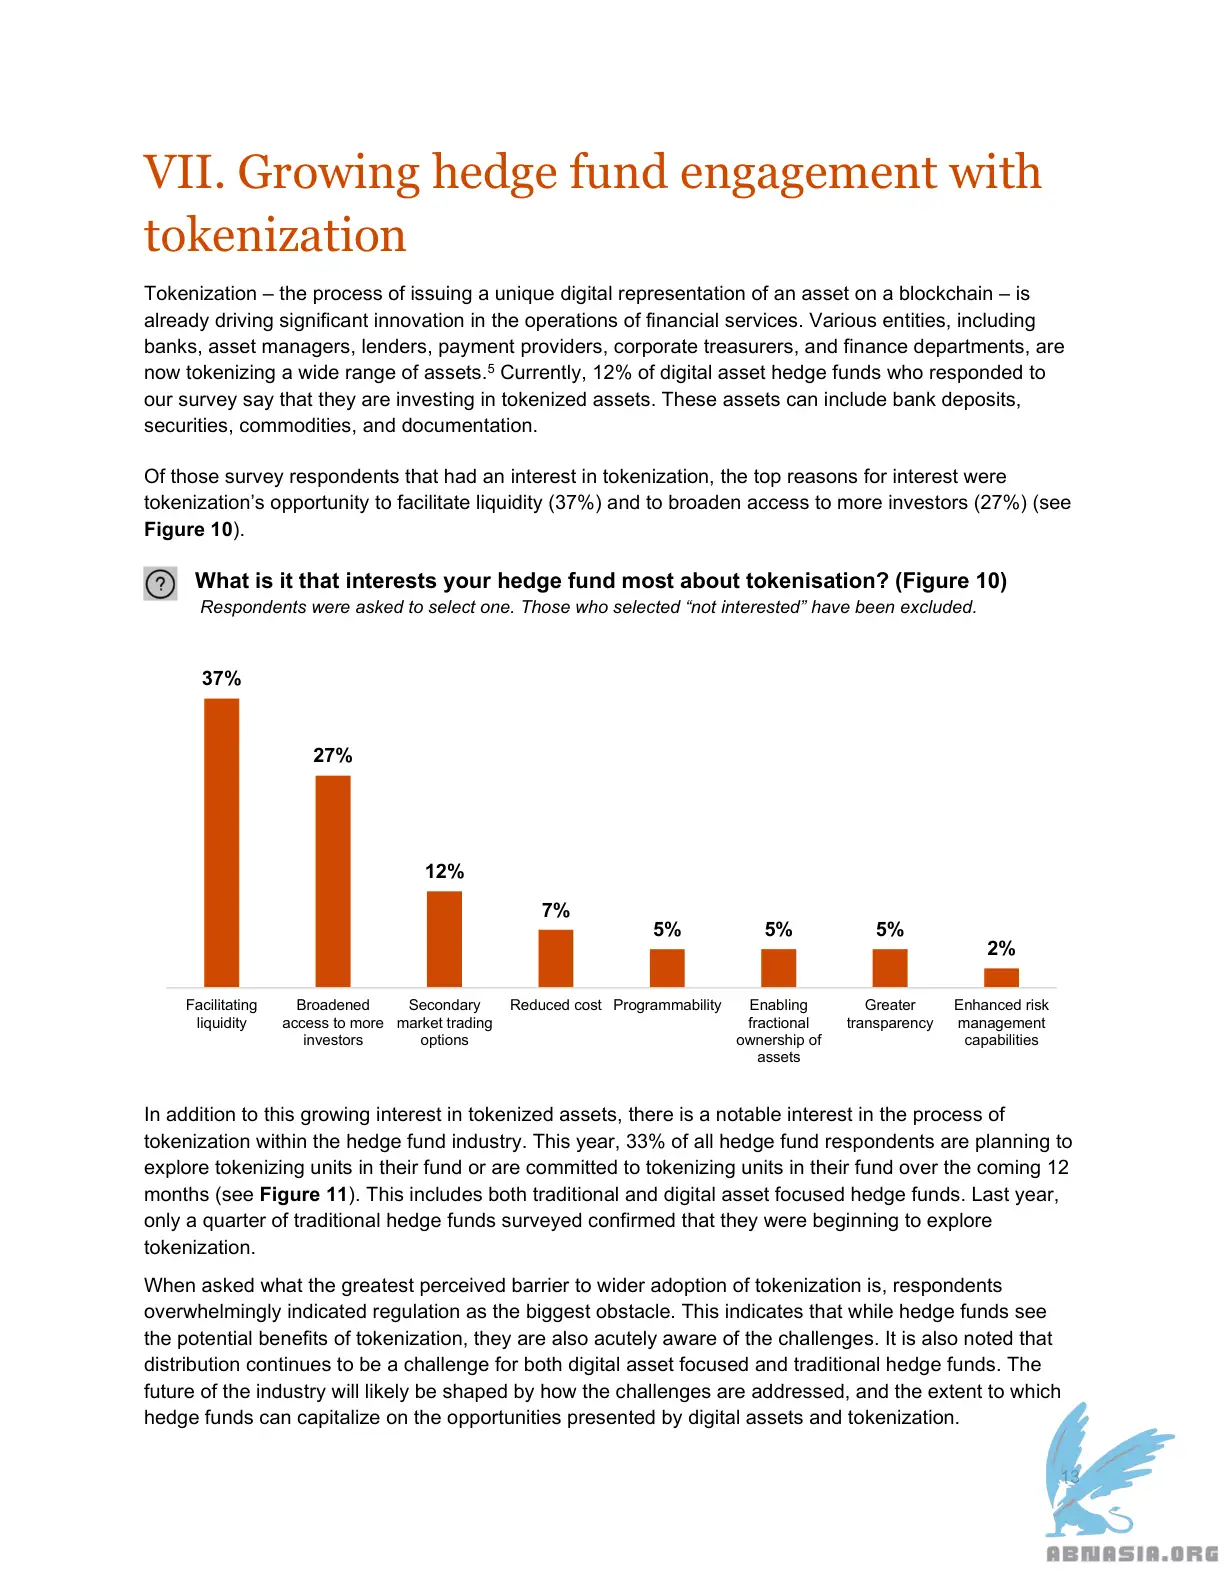 VII. Growing hedge fund engagement with
tokenization
Tokenization – the process of issuing a unique digital representation of an asset on a blockchain – is
already driving significant innovation in the operations of financial services. Various entities, including
banks, asset managers, lenders, payment providers, corporate treasurers, and finance departments, are
now tokenizing a wide range of assets.⁵ Currently, 12% of digital asset hedge funds who responded to
our survey say that they are investing in tokenized assets. These assets can include bank deposits,
securities, commodities, and documentation.
Of those survey respondents that had an interest in tokenization, the top reasons for interest were
tokenization’s opportunity to facilitate liquidity (37%) and to broaden access to more investors (27%) (see
Figure 10).
? What is it that interests your hedge fund most about tokenisation? (Figure 10)
Respondents were asked to select one. Those who selected “not interested” have been excluded.
37%
27%
12%
7%
5%
5%
5%
2%
Facilitating
liquidity
Broadened
access to more
investors
Secondary
market trading
options
Reduced cost
Programmability
Enabling
fractional
ownership of
assets
Greater
transparency
Enhanced risk
management
capabilities
In addition to this growing interest in tokenized assets, there is a notable interest in the process of
tokenization within the hedge fund industry. This year, 33% of all hedge fund respondents are planning to
explore tokenizing units in their fund or are committed to tokenizing units in their fund over the coming 12
months (see Figure 11). This includes both traditional and digital asset focused hedge funds. Last year,
only a quarter of traditional hedge funds surveyed confirmed that they were beginning to explore
tokenization.
When asked what the greatest perceived barrier to wider adoption of tokenization is, respondents
overwhelmingly indicated regulation as the biggest obstacle. This indicates that while hedge funds see
the potential benefits of tokenization, they are also acutely aware of the challenges. It is also noted that
distribution continues to be a challenge for both digital asset focused and traditional hedge funds. The
future of the industry will likely be shaped by how the challenges are addressed, and the extent to which
hedge funds can capitalize on the opportunities presented by digital assets and tokenization.
13
ABNASIA.ORG